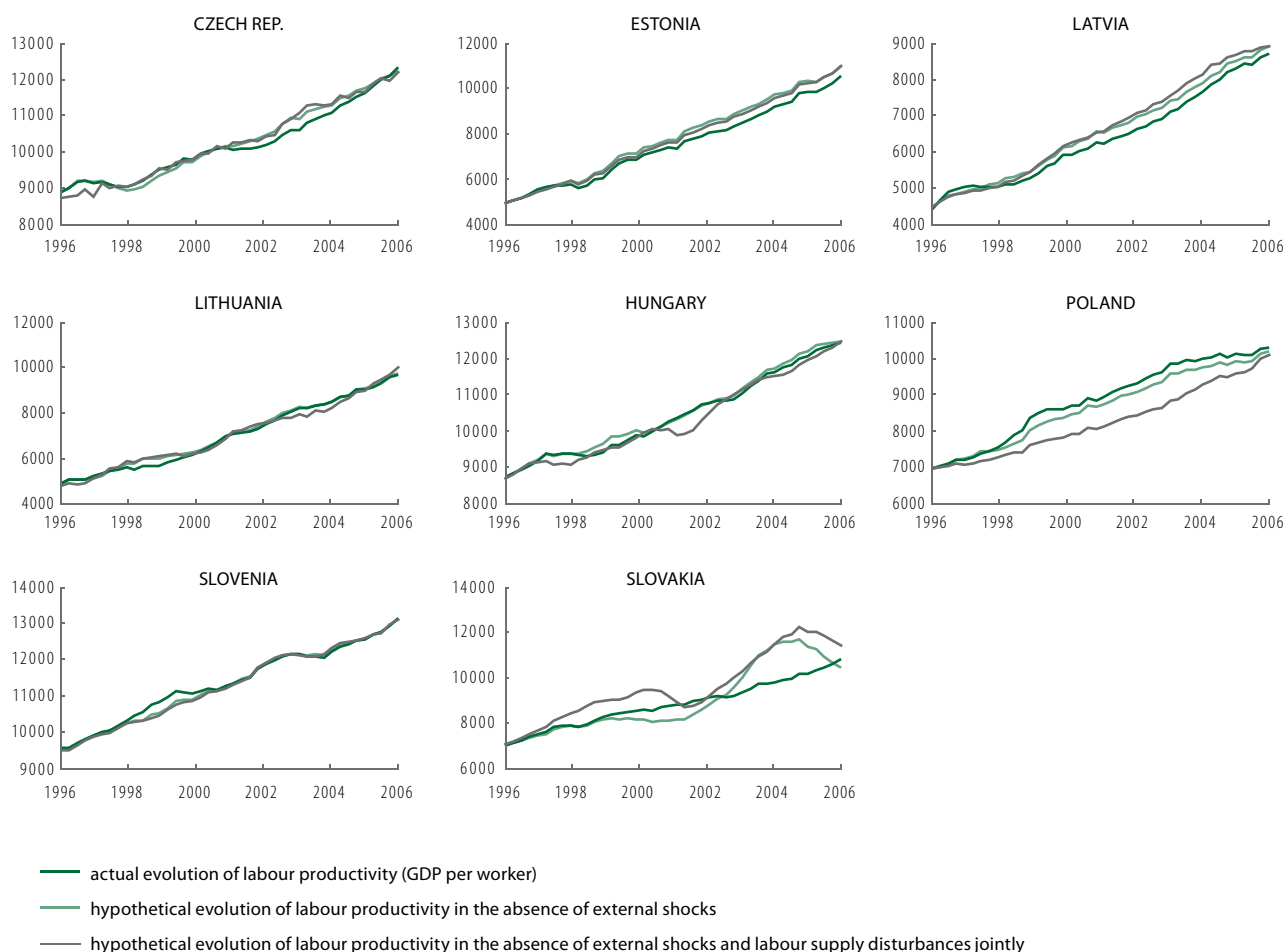 CZECH REP.
13000
12000
11000
10000
9000
8000
1996 1998 2000 2002 2004 2006
ESTONIA
12000
10000
8000
6000
4000
1996 1998 2000 2002 2004 2006
LATVIA
9000
8000
7000
6000
5000
4000
1996 1998 2000 2002 2004 2006
LITHUANIA
12000
10000
8000
6000
4000
1996 1998 2000 2002 2004 2006
HUNGARY
13000
12000
11000
10000
9000
8000
1996 1998 2000 2002 2004 2006
POLAND
11000
10000
9000
8000
7000
6000
1996 1998 2000 2002 2004 2006
SLOVENIA
14000
13000
12000
11000
10000
9000
1996 1998 2000 2002 2004 2006
SLOVAKIA
14000
12000
10000
8000
6000
1996 1998 2000 2002 2004 2006
actual evolution of labour productivity (GDP per worker)
hypothetical evolution of labour productivity in the absence of external shocks
hypothetical evolution of labour productivity in the absence of external shocks and labour supply disturbances jointly